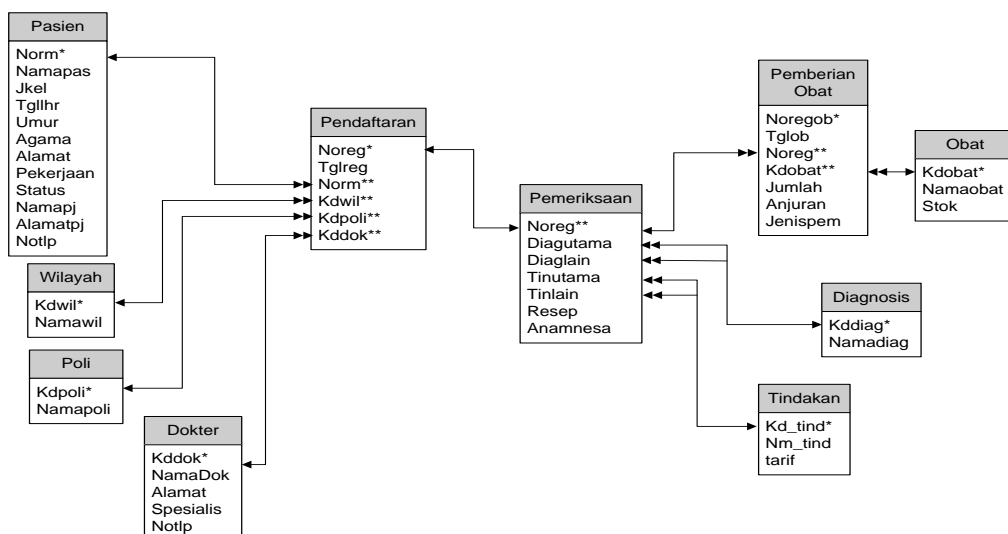 Pasien
Norm*
Namapas
Jkel
Tgllhr
Umur
Agama
Alamat
Pekerjaan
Status
Namapj
Alamatpj
Notlp
Wilayah
Kdwil*
Namawil
Poli
Kdpoli*
Namapoli
Dokter
Kddok*
NamaDok
Alamat
Spesialis
Notlp
Pendaftaran
Noreg*
Tglreg
Norm**
Kdwil**
Kdpoli**
Kddok**
Pemeriksaan
Noreg**
Diagutama
Diaglain
Tinutama
Tinlain
Resep
Anamnesa
Pemberian
Obat
Noregob*
Tglob
Noreg**
Kdobat**
Jumlah
Anjuran
Jenispem
Obat
Kdobat*
Namaobat
Stok
Diagnosis
Kddiag*
Namadiag
Tindakan
Kd_tind*
Nm_tind
tarif